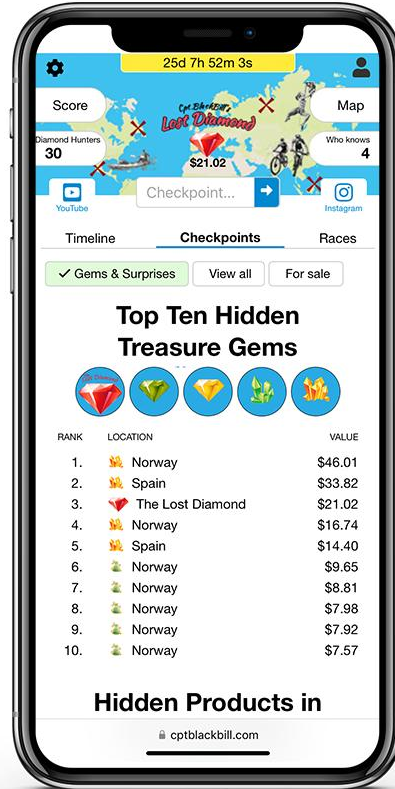 25d 7h 52m 3s
Score
Map
Cpt.BlackBill's
Lost Diamond
Diamond Hunters
30
Who knows
4
$21.02
YouTube
Checkpoint...
Instagram
Timeline
Checkpoints
Races
✓ Gems & Surprises
View all
For sale
Top Ten Hidden
Treasure Gems
RANK LOCATION VALUE
1. Norway $46.01
2. Spain $33.82
3. The Lost Diamond $21.02
4. Norway $16.74
5. Spain $14.40
6. Norway $9.65
7. Norway $8.81
8. Norway $7.98
9. Norway $7.92
10. Norway $7.57
Hidden Products in
cptblackbill.com